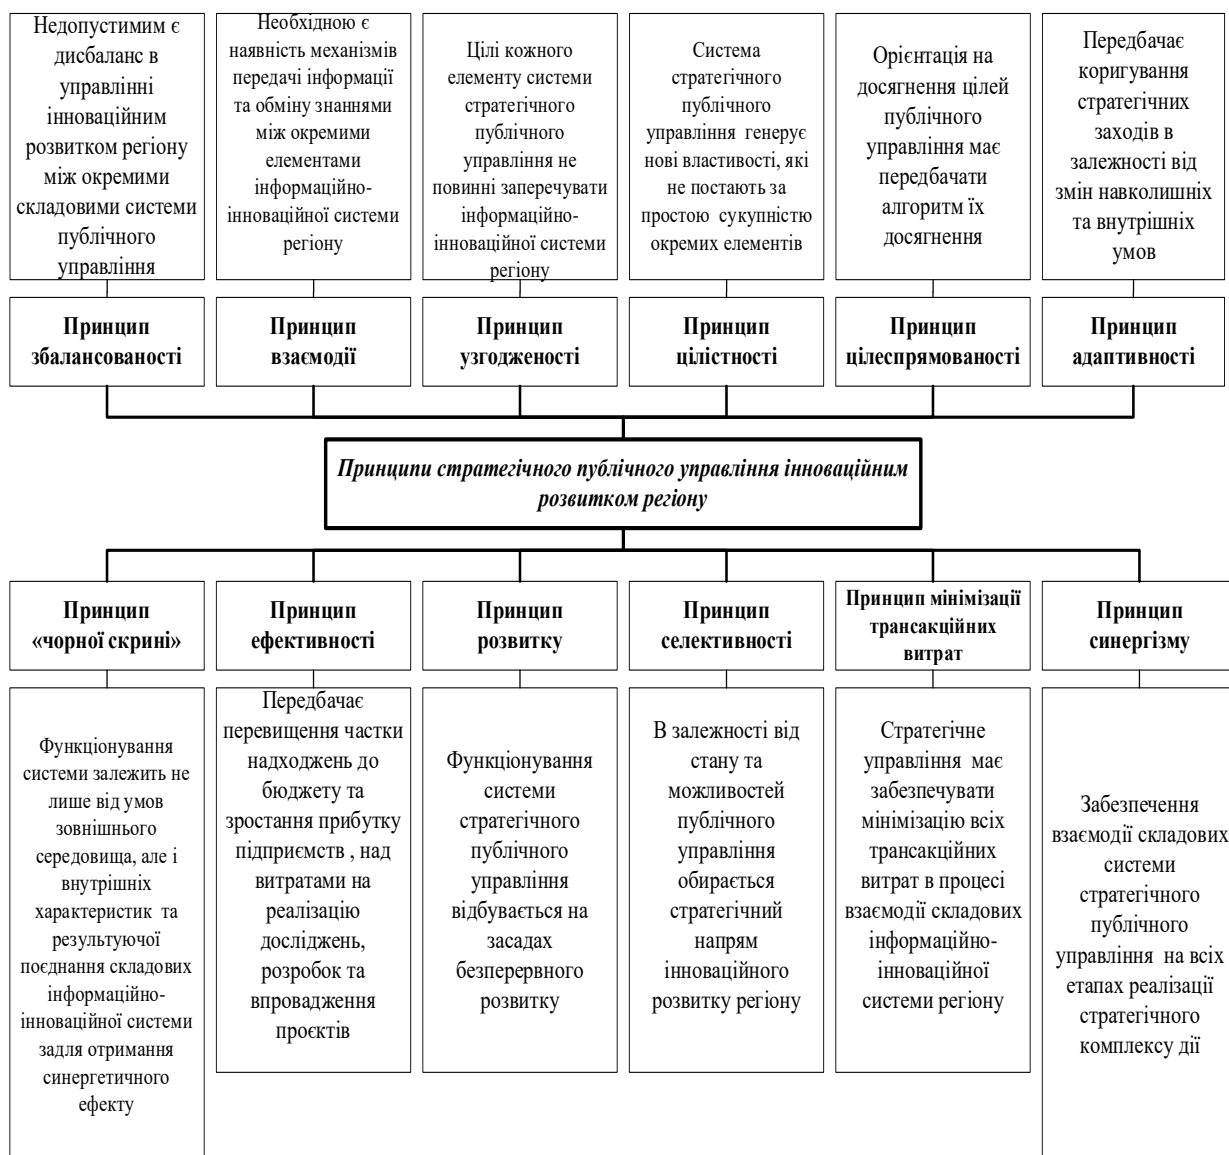 Недопустимим є
дисбаланс в
управлінні
інноваційним
розвитком регіону
між окремими
складовими системи
публічного
управління
Необхідною є
наявність механізмів
передачі інформації
та обміну знаннями
між окремими
елементами
інформаційно-
інноваційної системи
регіону
Цілі кожного
елементу системи
стратегічного
публічного
управління не
повинні заперечувати
інформаційно-
інноваційної системи
регіону
Система
стратегічного
публічного
управління генерує
нові властивості, які
не постають за
простою сукупністю
окремих елементів
Орієнтація на
досягнення цілей
публічного
управління має
передбачати
алгоритм їх
досягнення
Передбачає
коригування
стратегічних
заходів в
залежності від
змін навколишніх
та внутрішніх
умов
Принцип
збалансованості
Принцип
взаємодії
Принцип
узгодженості
Принцип
цілістності
Принцип
цілеспрямованості
Принцип
адаптивності
Принципи стратегічного публічного управління інноваційним
розвитком регіону
Принцип
«чорної скрині»
Принцип
ефективності
Принцип
розвитку
Принцип
селективності
Принцип мінімізації
трансакційних
витрат
Принцип
синергізму
Функціонування
системи залежить не
лише від умов
зовнішнього
середовища, але і
внутрішніх
характеристик та
результуючої
поєднання складових
інформаційно-
інноваційної системи
задля отримання
синергетичного
ефекту
Передбачає
перевищення частки
надходжень до
бюджету та
зростання прибутку
підприємств , над
витратами на
реалізацію
досліджень,
розробок та
впровадження
проєктів
Функціонування
системи
стратегічного
публічного
управління
відбувається на
засадах
безперервного
розвитку
В залежності від
стану та
можливостей
публічного
управління
обирається
стратегічний
напрям
інноваційного
розвитку регіону
Стратегічне
управління має
забезпечувати
мінімізацію всіх
трансакційних
витрат в процесі
взаємодії складових
інформаційно-
інноваційної
системи регіону
Забезпечення
взаємодії складових
системи
стратегічного
публічного
управління на всіх
етапах реалізації
стратегічного
комплексу дії